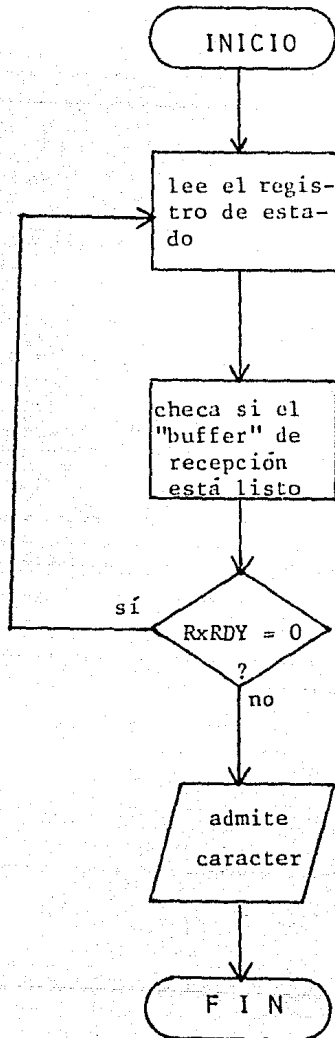 INICIO
lee el regis-
tro de esta-
do
checa si el
"buffer" de
recepción
está listo
sí
RxRDY = 0
?
no
admite
caracter
F I N